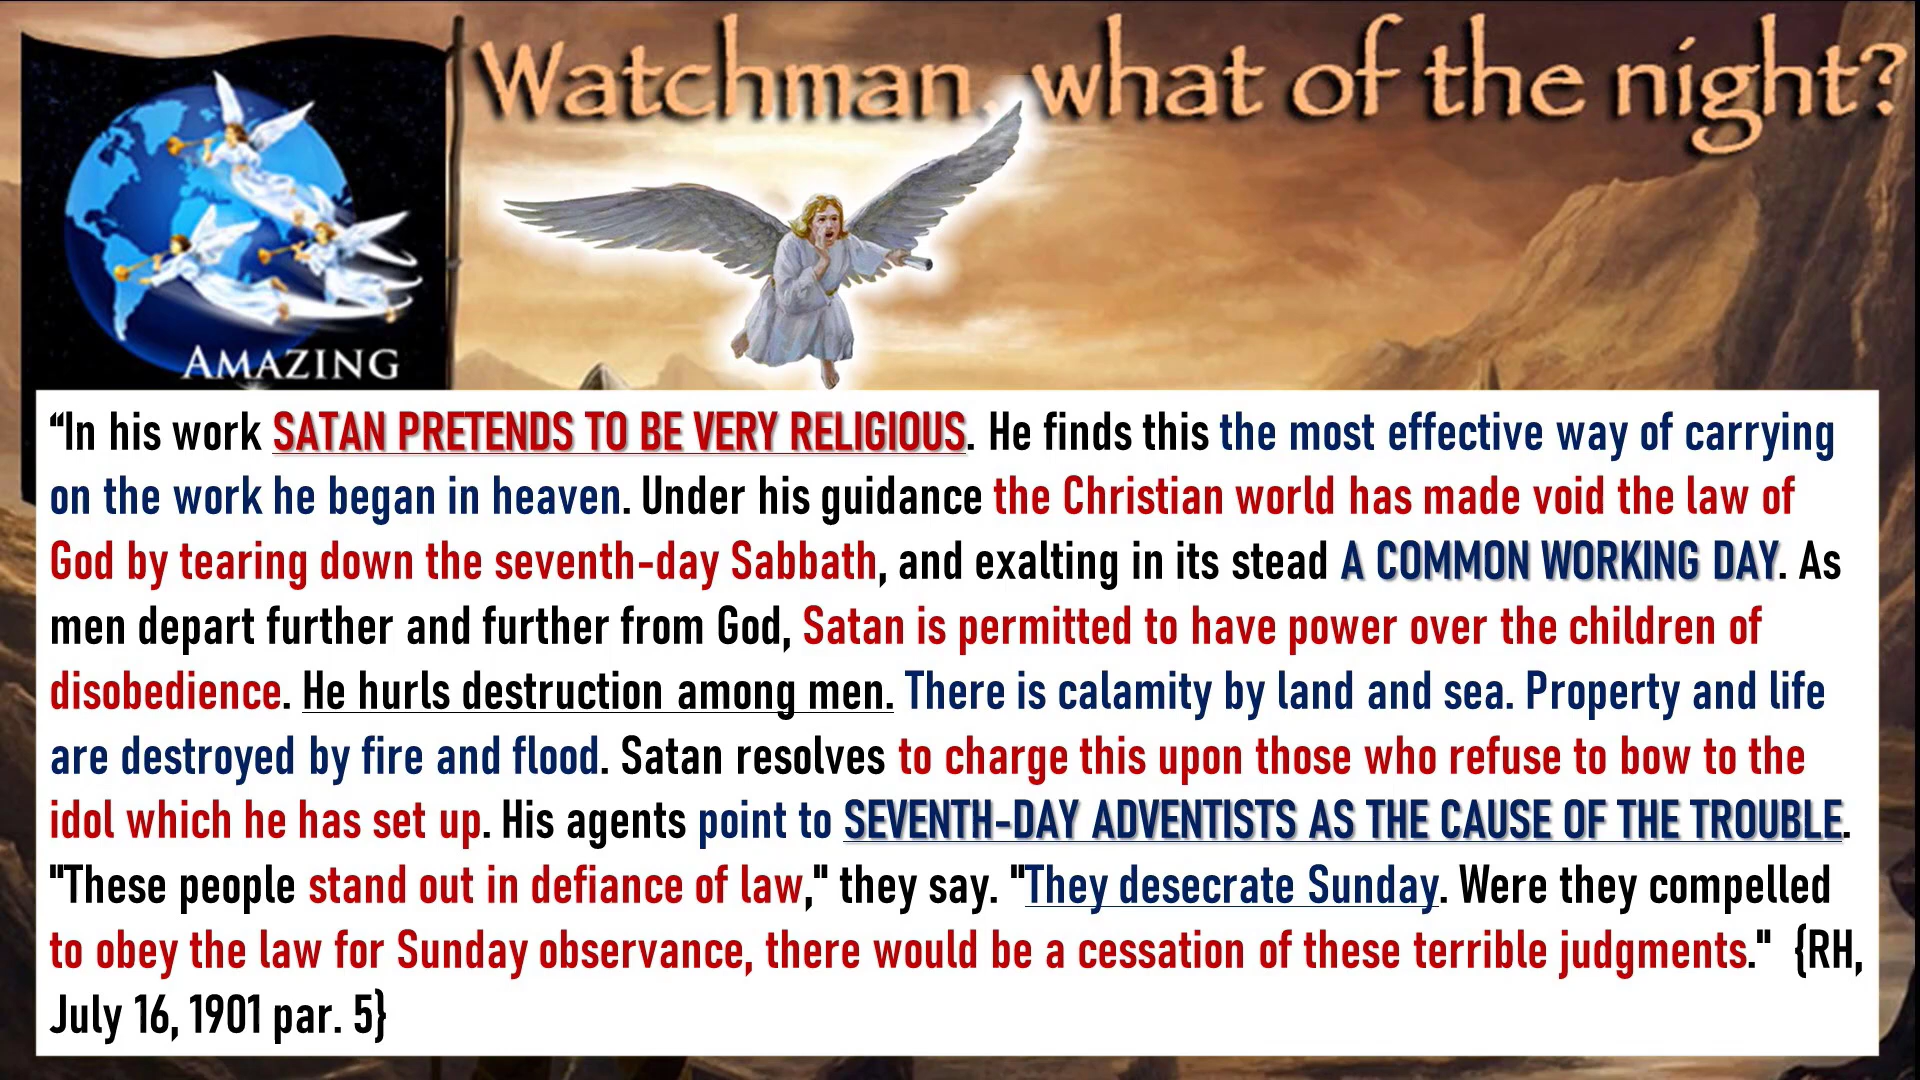 Watchman, what of the night?
AMAZING
“In his work SATAN PRETENDS TO BE VERY RELIGIOUS. He finds this the most effective way of carrying
on the work he began in heaven. Under his guidance the Christian world has made void the law of
God by tearing down the seventh-day Sabbath, and exalting in its stead A COMMON WORKING DAY. As
men depart further and further from God, Satan is permitted to have power over the children of
disobedience. He hurls destruction among men. There is calamity by land and sea. Property and life
are destroyed by fire and flood. Satan resolves to charge this upon those who refuse to bow to the
idol which he has set up. His agents point to SEVENTH-DAY ADVENTISTS AS THE CAUSE OF THE TROUBLE.
"These people stand out in defiance of law," they say. "They desecrate Sunday. Were they compelled
to obey the law for Sunday observance, there would be a cessation of these terrible judgments." {RH,
July 16, 1901 par. 5}